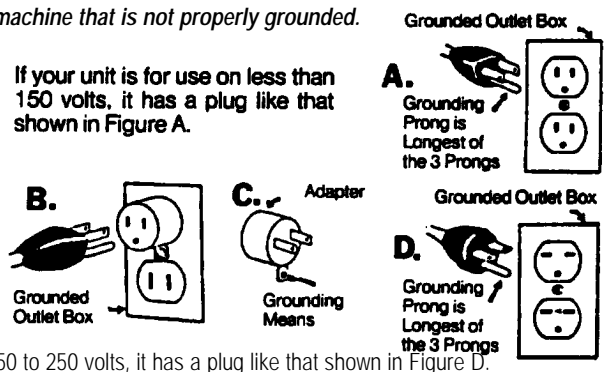 machine that is not properly grounded.
If your unit is for use on less than
150 volts, it has a plug like that
shown in Figure A.
Grounded Outlet Box
A.
Grounding
Prong is
Longest of
the 3 Prongs
B.
Grounded
Outlet Box
C.
Adapter
Grounding
Means
Grounded Outlet Box
D.
Grounding
Prong is
Longest of
the 3 Prongs
50 to 250 volts, it has a plug like that shown in Figure D.